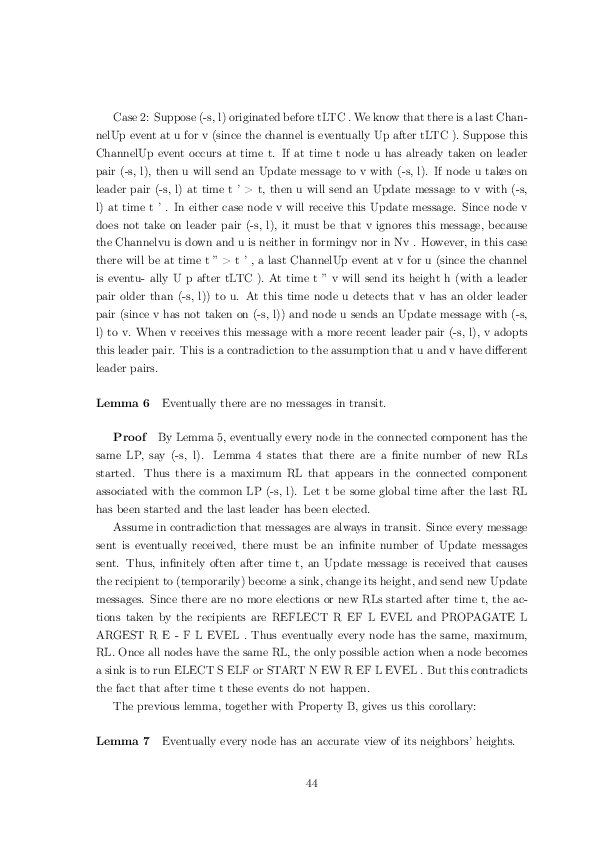 Case 2: Suppose (-s, l) originated before tLTC . We know that there is a last Chan-
nelUp event at u for v (since the channel is eventually Up after tLTC ). Suppose this
ChannelUp event occurs at time t. If at time t node u has already taken on leader
pair (-s, l), then u will send an Update message to v with (-s, l). If node u takes on
leader pair (-s, l) at time t ' > t, then u will send an Update message to v with (-s,
l) at time t ' . In either case node v will receive this Update message. Since node v
does not take on leader pair (-s, l), it must be that v ignores this message, because
the Channelvu is down and u is neither in formingv nor in Nv . However, in this case
there will be at time t ” > t ' , a last ChannelUp event at v for u (since the channel
is eventu- ally U p after tLTC ). At time t ” v will send its height h (with a leader
pair older than (-s, l)) to u. At this time node u detects that v has an older leader
pair (since v has not taken on (-s, l)) and node u sends an Update message with (-s,
l) to v. When v receives this message with a more recent leader pair (-s, l), v adopts
this leader pair. This is a contradiction to the assumption that u and v have different
leader pairs.
Lemma 6 Eventually there are no messages in transit.
Proof By Lemma 5, eventually every node in the connected component has the
same LP, say (-s, l). Lemma 4 states that there are a finite number of new RLs
started. Thus there is a maximum RL that appears in the connected component
associated with the common LP (-s, l). Let t be some global time after the last RL
has been started and the last leader has been elected.
Assume in contradiction that messages are always in transit. Since every message
sent is eventually received, there must be an infinite number of Update messages
sent. Thus, infinitely often after time t, an Update message is received that causes
the recipient to (temporarily) become a sink, change its height, and send new Update
messages. Since there are no more elections or new RLs started after time t, the ac-
tions taken by the recipients are REFLECT R EF L EVEL and PROPAGATE L
ARGEST R E - F L EVEL . Thus eventually every node has the same, maximum,
RL. Once all nodes have the same RL, the only possible action when a node becomes
a sink is to run ELECT S ELF or START N EW R EF L EVEL . But this contradicts
the fact that after time t these events do not happen.
The previous lemma, together with Property B, gives us this corollary:
Lemma 7 Eventually every node has an accurate view of its neighbors’ heights.
44